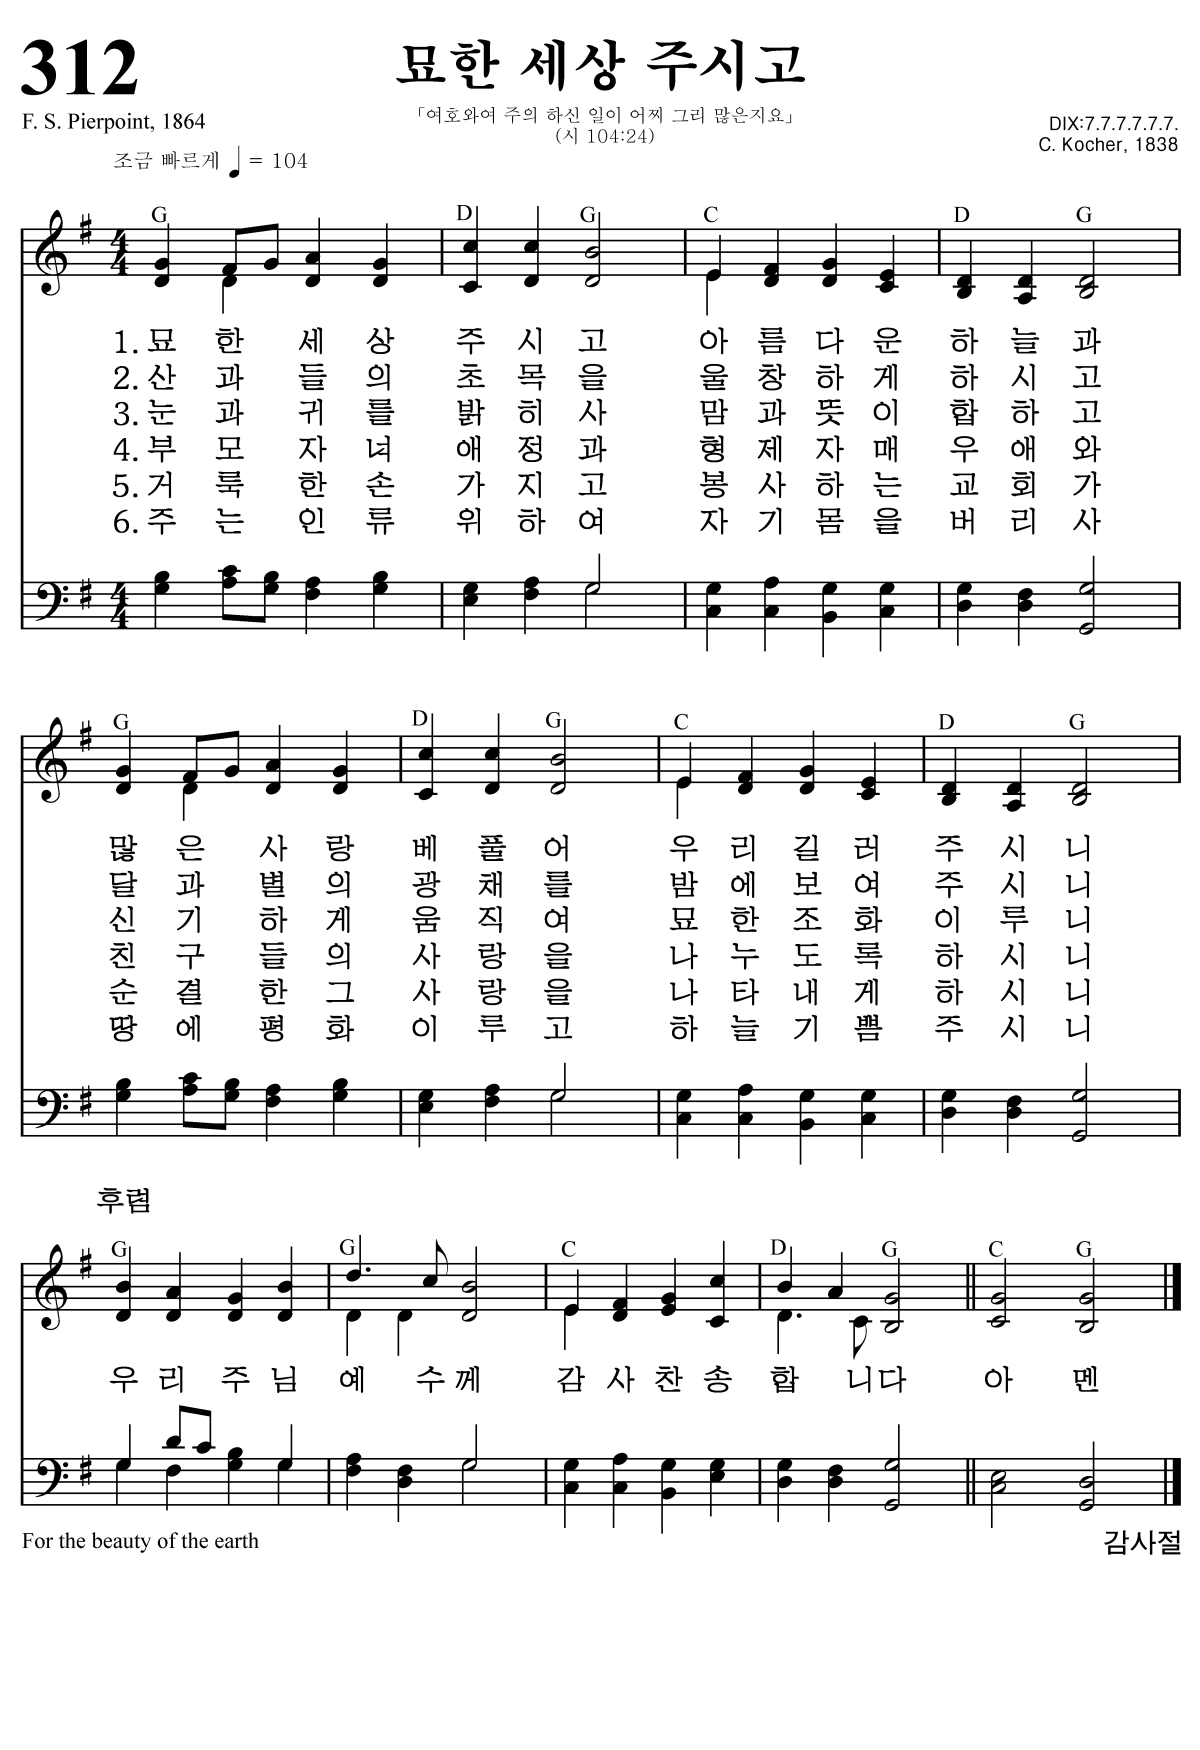 312
묘한 세상 주시고
「여호와여 주의 하신 일이 어찌 그리 많은지요」
(시 104:24)
F. S. Pierpoint, 1864
DIX:7.7.7.7.7.7.
C. Kocher, 1838
조금 빠르게 ♩ = 104
G D G C D G
1. 묘 한 세 상 주 시 고 아 름 다 운 하 늘 과
2. 산 과 들 의 초 목 을 울 창 하 게 하 시 고
3. 눈 과 귀 를 밝 히 사 맘 과 뜻 이 합 하 고
4. 부 모 자 녀 애 정 과 형 제 자 매 우 애 와
5. 거 룩 한 손 가 지 고 봉 사 하 는 교 회 가
6. 주 는 인 류 위 하 여 자 기 몸 을 버 리 사
G D G C D G
많 은 사 랑 베 풀 어 우 리 길 러 주 시 니
달 과 별 의 광 채 를 밤 에 보 여 주 시 니
신 기 하 게 움 직 여 묘 한 조 화 이 루 니
친 구 들 의 사 랑 을 나 누 도 록 하 시 니
순 결 한 그 사 랑 을 나 타 내 게 하 시 니
땅 에 평 화 이 루 고 하 늘 기 쁨 주 시 니
후렴
G G C D G C G
우 리 주 님 예 수 께 감 사 찬 송 합 니다 아 멘
For the beauty of the earth
감사절